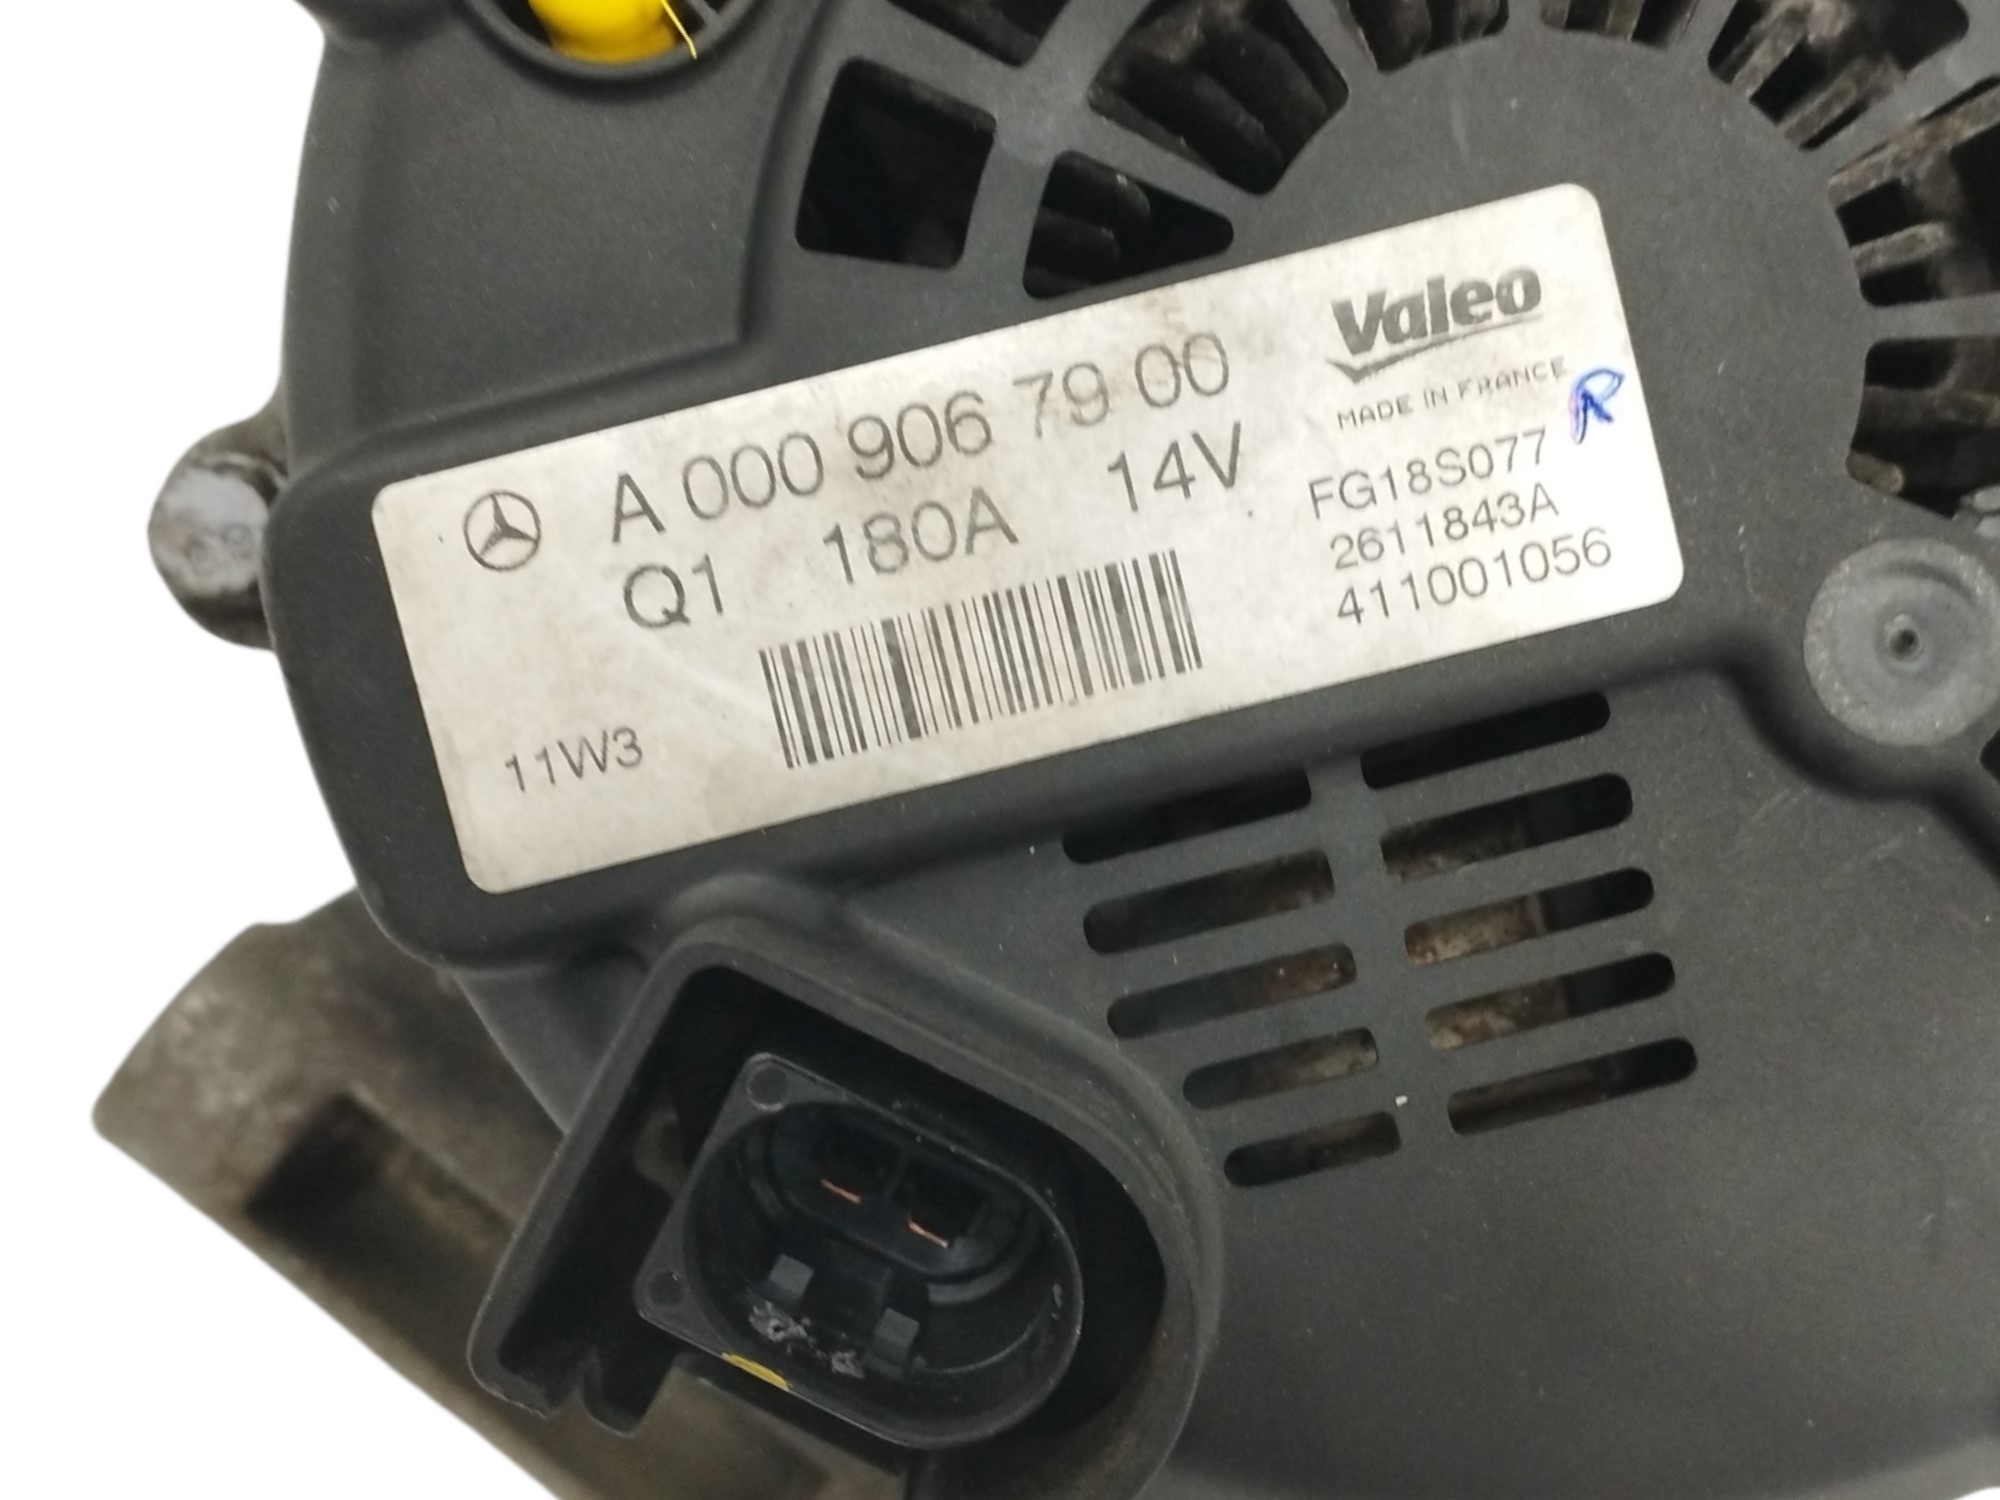 Valeo
MADE IN FRANCE
A 000 906 79 00
Q1 180A 14V
R
FG18S077
2611843A
411001056
11W3